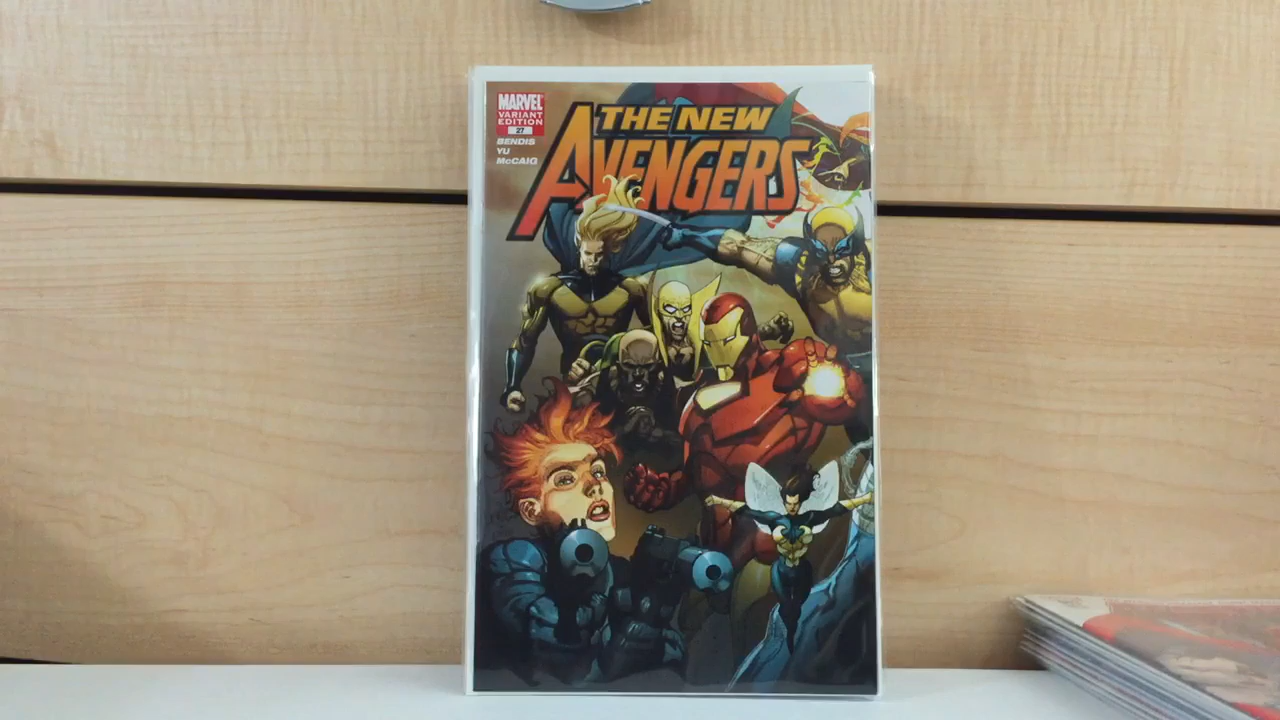 MARVEL
VARIANT
EDITION
27
BENDIS
YU
McCAIG
THE NEW
AVENGERS